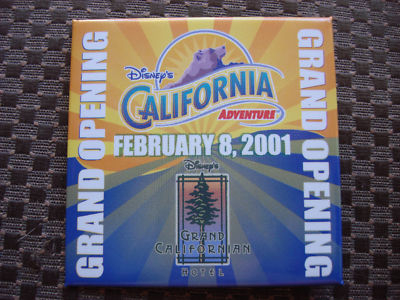 GRAND OPENING
Disney's
CALIFORNIA
ADVENTURE
FEBRUARY 8, 2001
Disney's
GRAND
CALIFORNIAN
HOTEL
GRAND OPENING